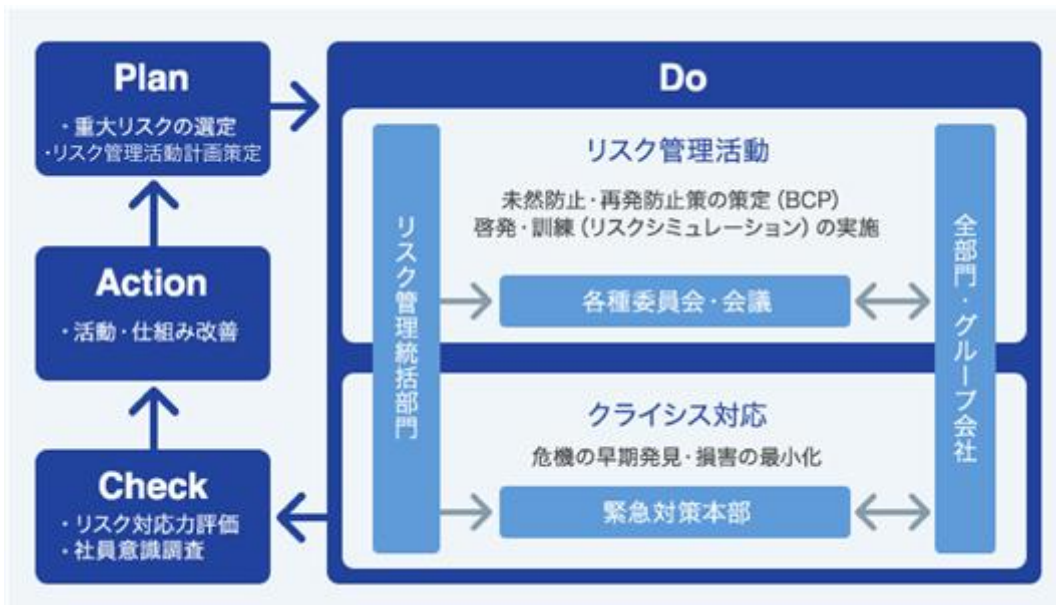 Plan
・重大リスクの選定
・リスク管理活動計画策定
Action
・活動・仕組み改善
Check
・リスク対応力評価
・社員意識調査
Do
リスク管理統括部門
リスク管理活動
未然防止・再発防止策の策定（BCP）
啓発・訓練（リスクシミュレーション）の実施
各種委員会・会議
クライシス対応
危機の早期発見・損害の最小化
緊急対策本部
全部門・グループ会社